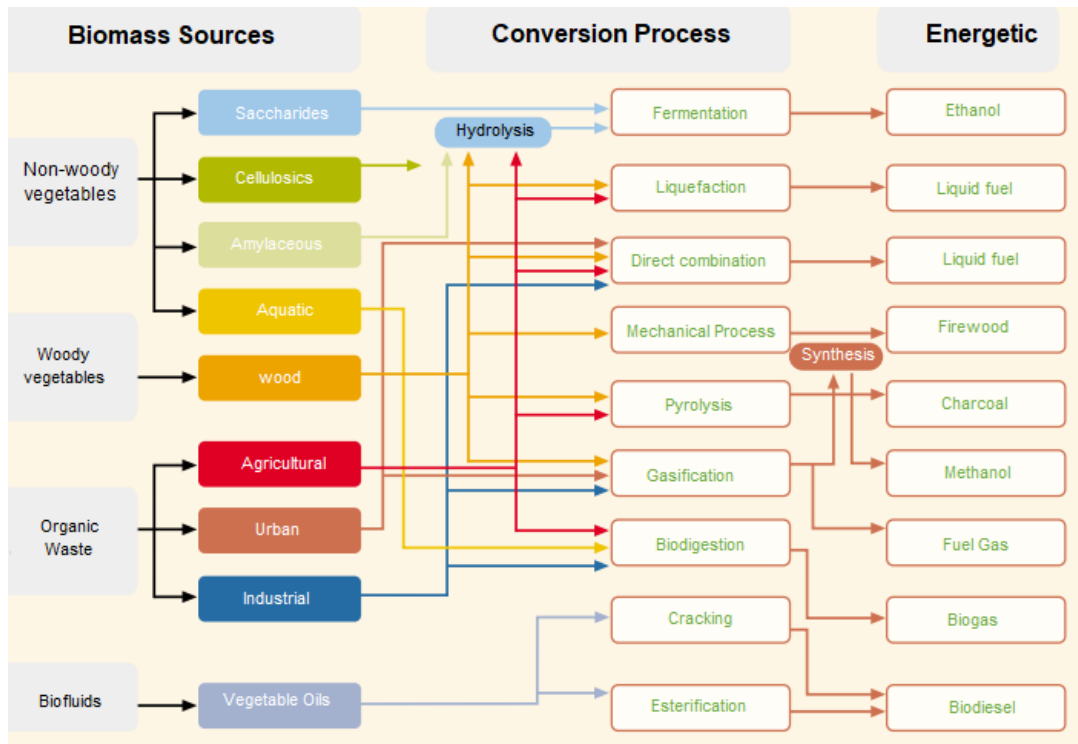 Biomass Sources
Conversion Process
Energetic
Non-woody
vegetables
Woody
vegetables
Organic
Waste
Biofluids
Saccharides
Cellulosics
Amylaceous
Aquatic
wood
Agricultural
Urban
Industrial
Vegetable Oils
Hydrolysis
Fermentation
Liquefaction
Direct combination
Mechanical Process
Pyrolysis
Gasification
Biodigestion
Cracking
Esterification
Synthesis
Ethanol
Liquid fuel
Liquid fuel
Firewood
Charcoal
Methanol
Fuel Gas
Biogas
Biodiesel